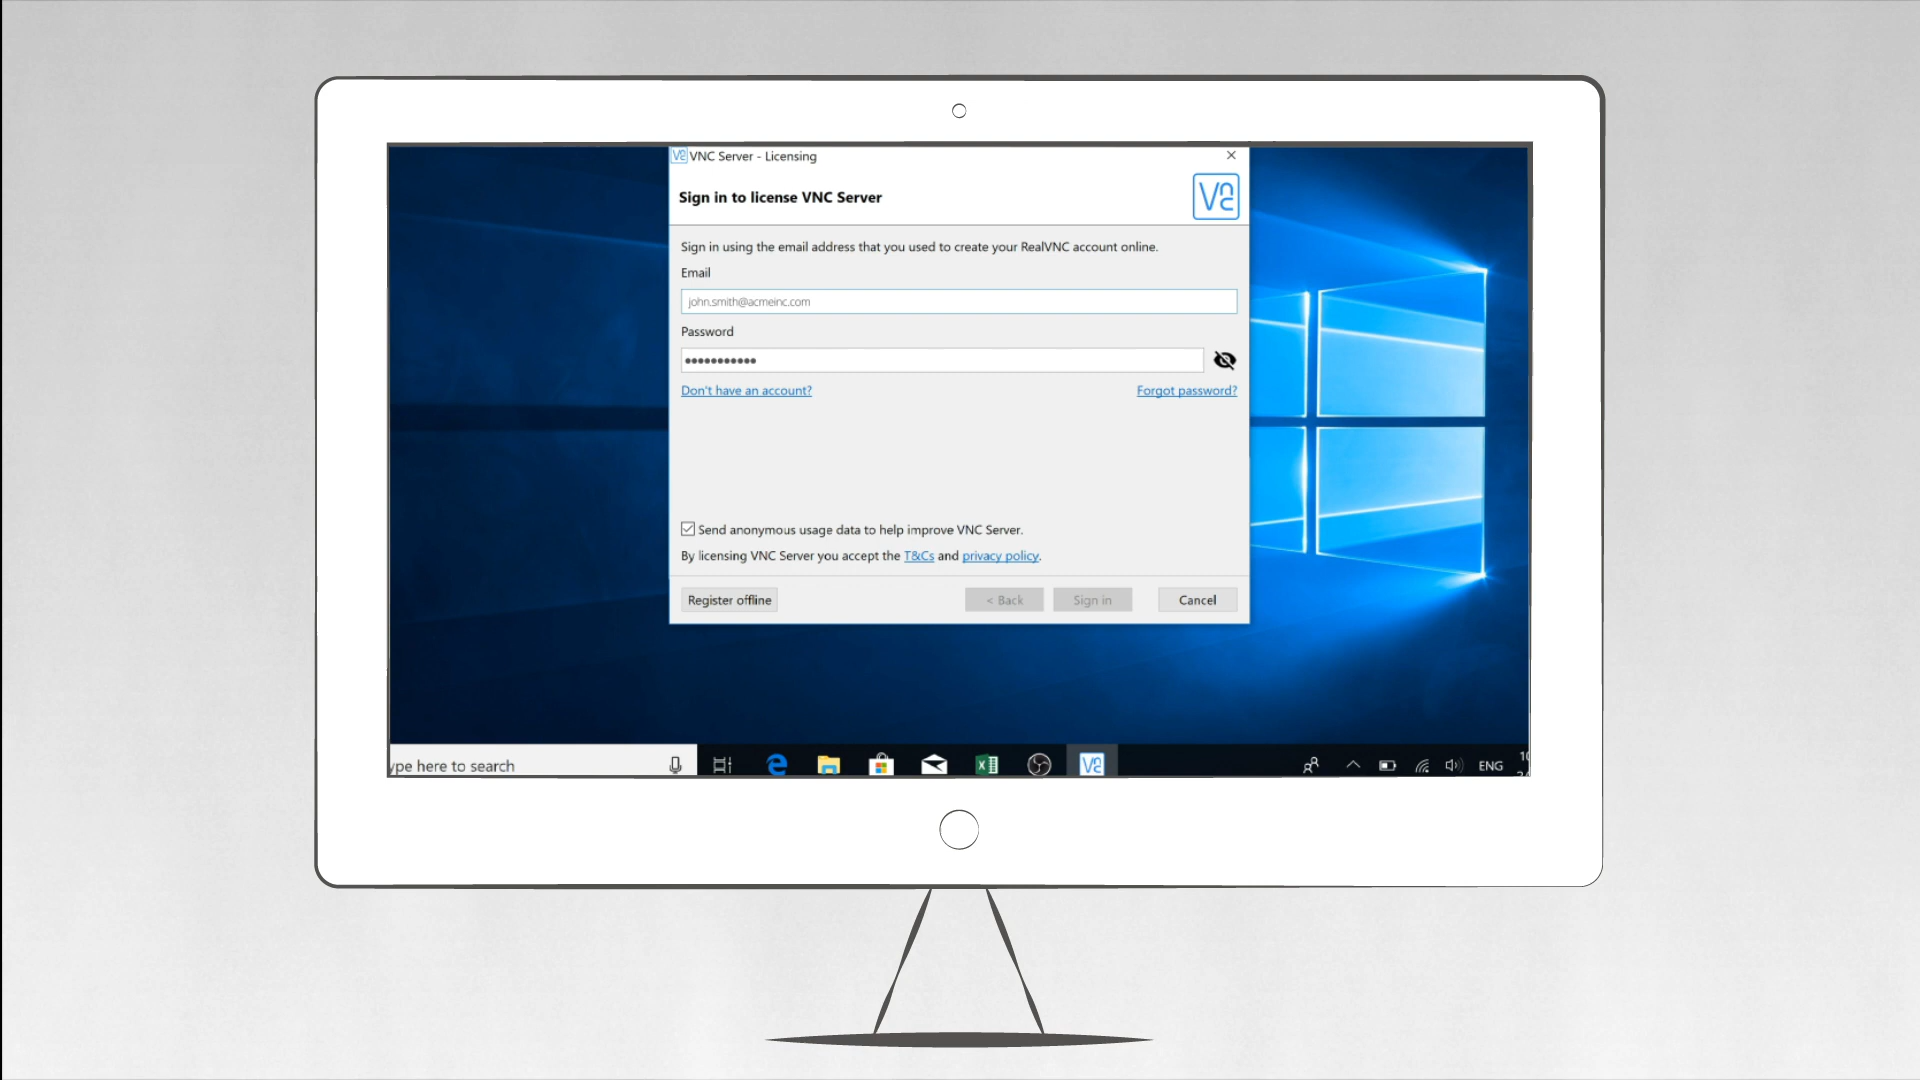 VNC Server - Licensing
Sign in to license VNC Server
Sign in using the email address that you used to create your RealVNC account online.
Email
john.smith@acmeinc.com
Password
Don't have an account?
Forgot password?
Send anonymous usage data to help improve VNC Server.
By licensing VNC Server you accept the T&Cs and privacy policy.
Register offline
< Back
Sign in
Cancel
ype here to search
ENG